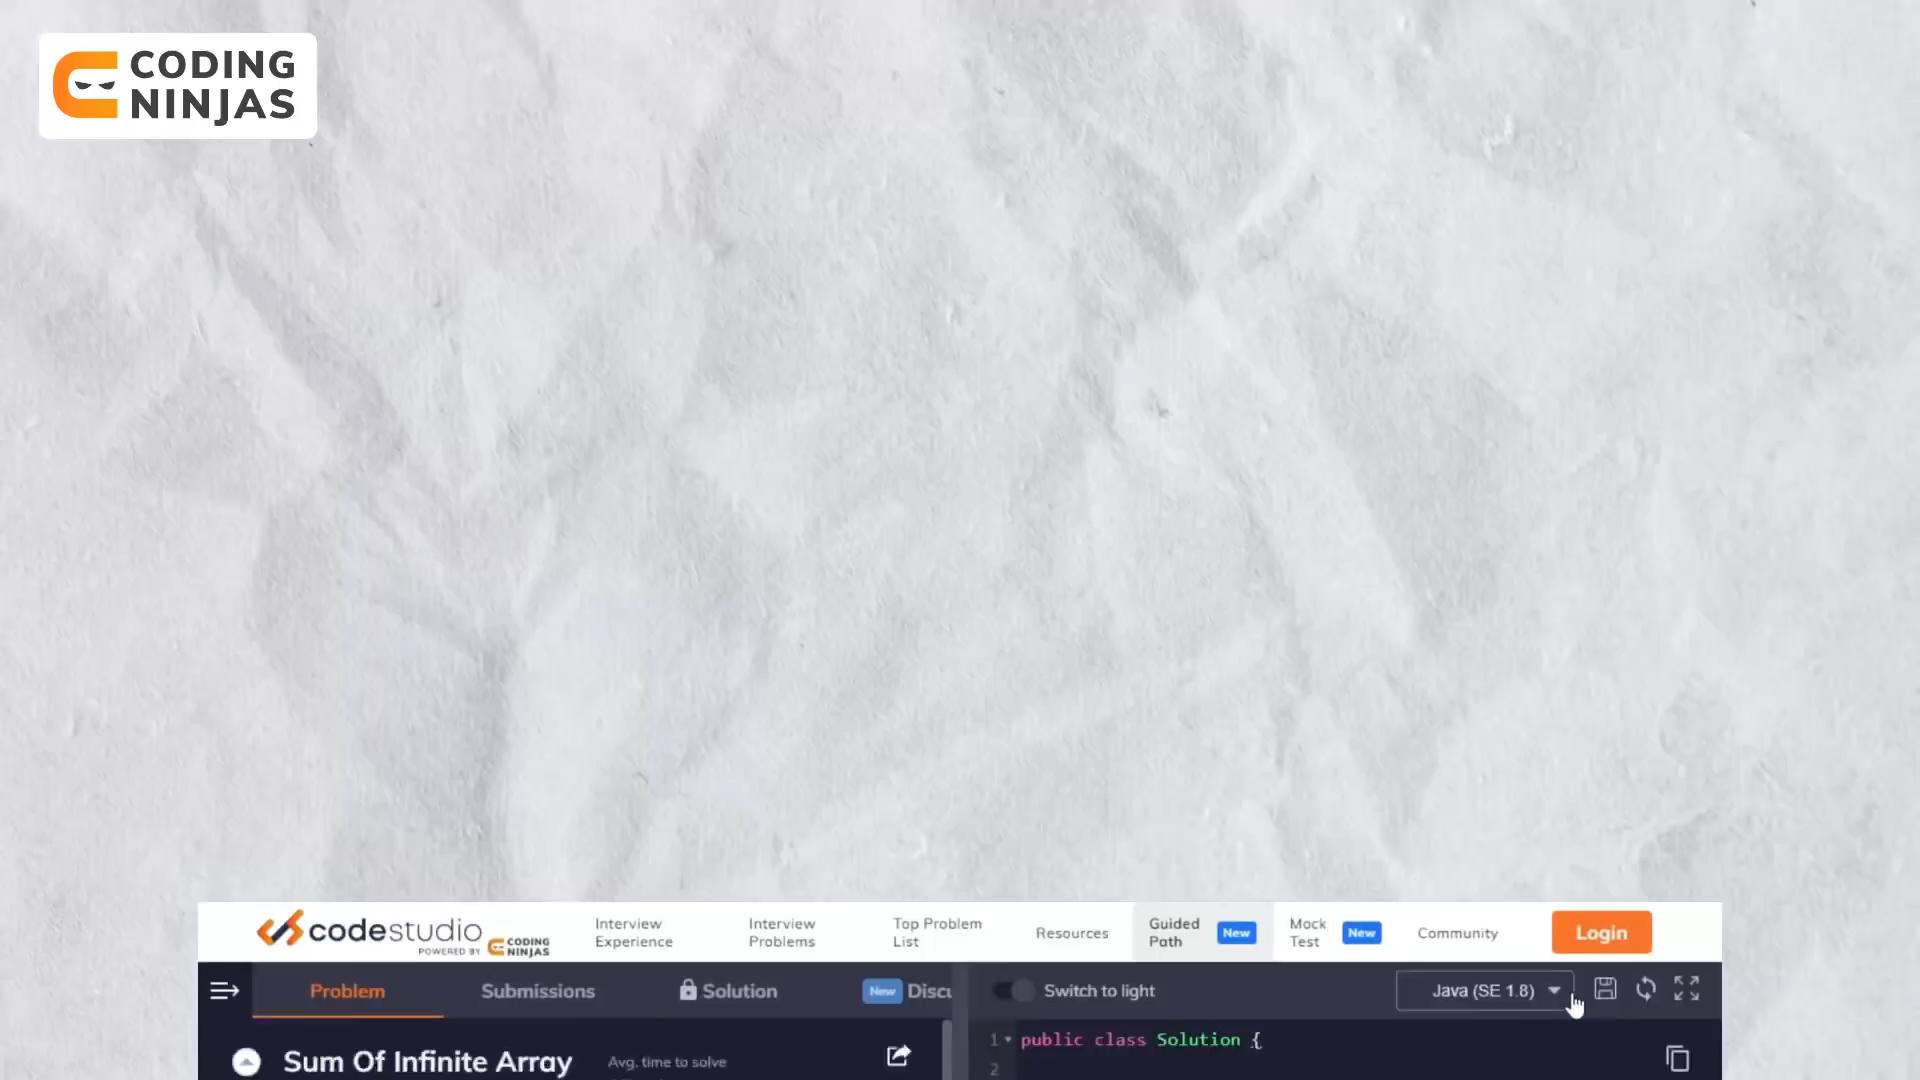 CODING
NINJAS
codestudio
POWERED BY CODING NINJAS
Interview Experience
Interview Problems
Top Problem List
Resources
Guided Path New
Mock Test New
Community
Login
Problem
Submissions
Solution
New Discu
Switch to light
Java (SE 1.8)
Sum Of Infinite Array
Avg. time to solve
1 public class Solution {
2